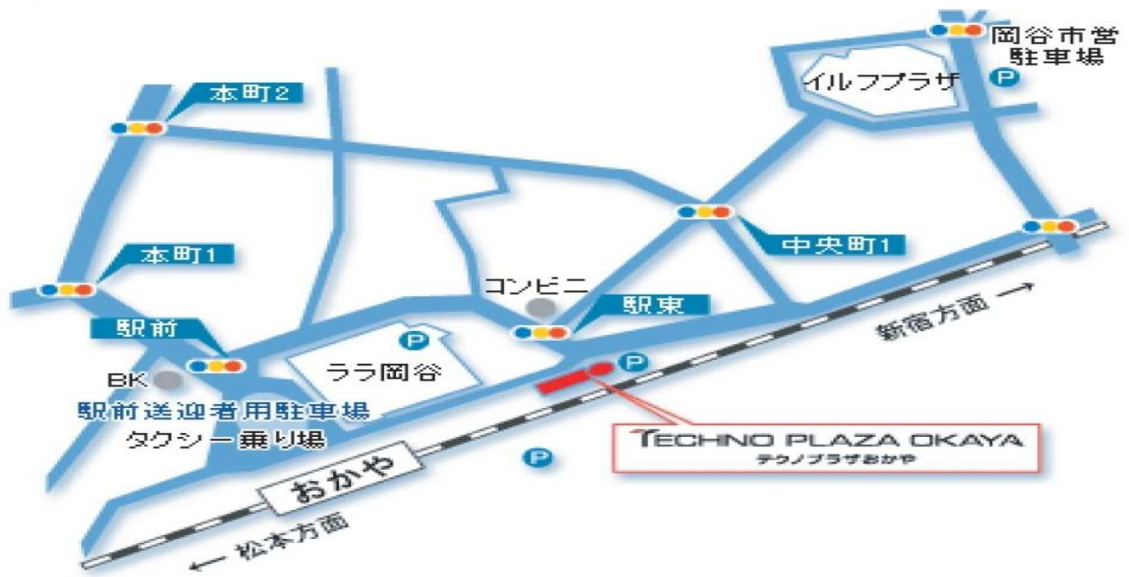 岡谷市営
駐車場
P
イルフプラザ
本町2
中央町1
本町1
コンビニ
駅東
駅前
P
ララ岡谷
P
BK
駅前送迎者用駐車場
タクシー乗り場
新宿方面 →
TECHNO PLAZA OKAYA
テクノプラザおかや
P
おかや
← 松本方面